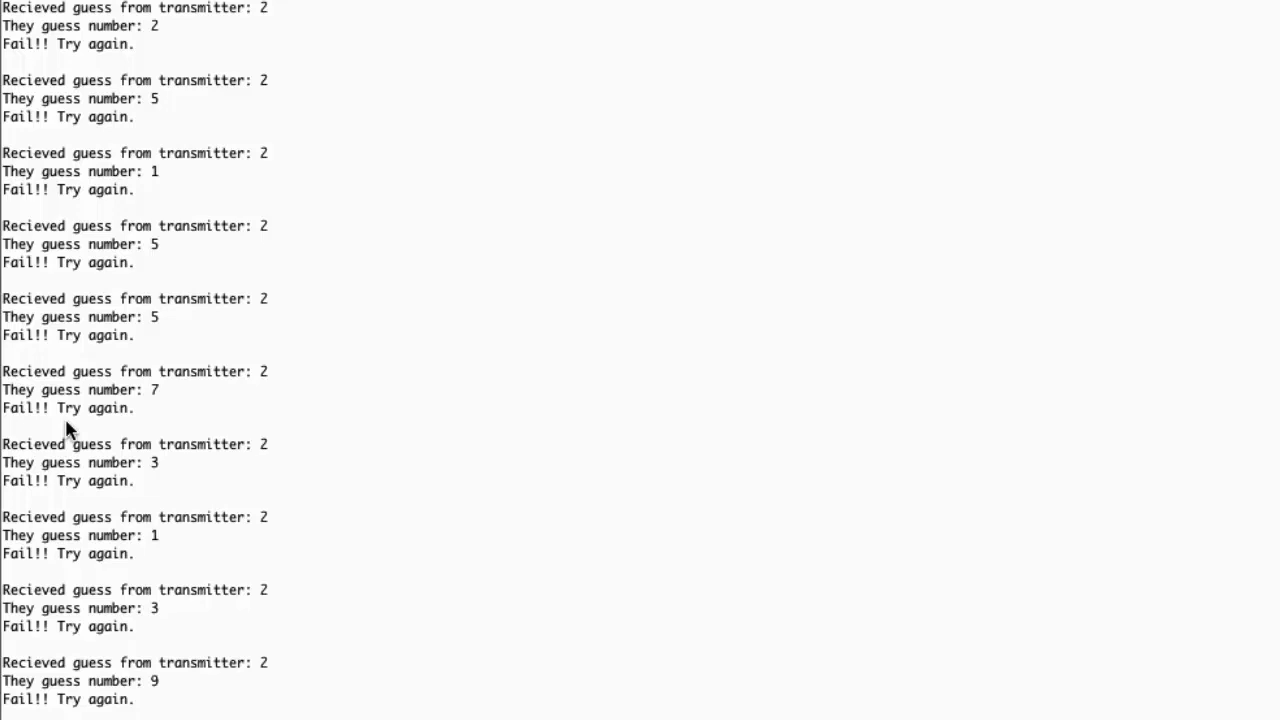 Recieved guess from transmitter: 2
They guess number: 2
Fail!! Try again.
Recieved guess from transmitter: 2
They guess number: 5
Fail!! Try again.
Recieved guess from transmitter: 2
They guess number: 1
Fail!! Try again.
Recieved guess from transmitter: 2
They guess number: 5
Fail!! Try again.
Recieved guess from transmitter: 2
They guess number: 5
Fail!! Try again.
Recieved guess from transmitter: 2
They guess number: 7
Fail!! Try again.
Recieved guess from transmitter: 2
They guess number: 3
Fail!! Try again.
Recieved guess from transmitter: 2
They guess number: 1
Fail!! Try again.
Recieved guess from transmitter: 2
They guess number: 3
Fail!! Try again.
Recieved guess from transmitter: 2
They guess number: 9
Fail!! Try again.